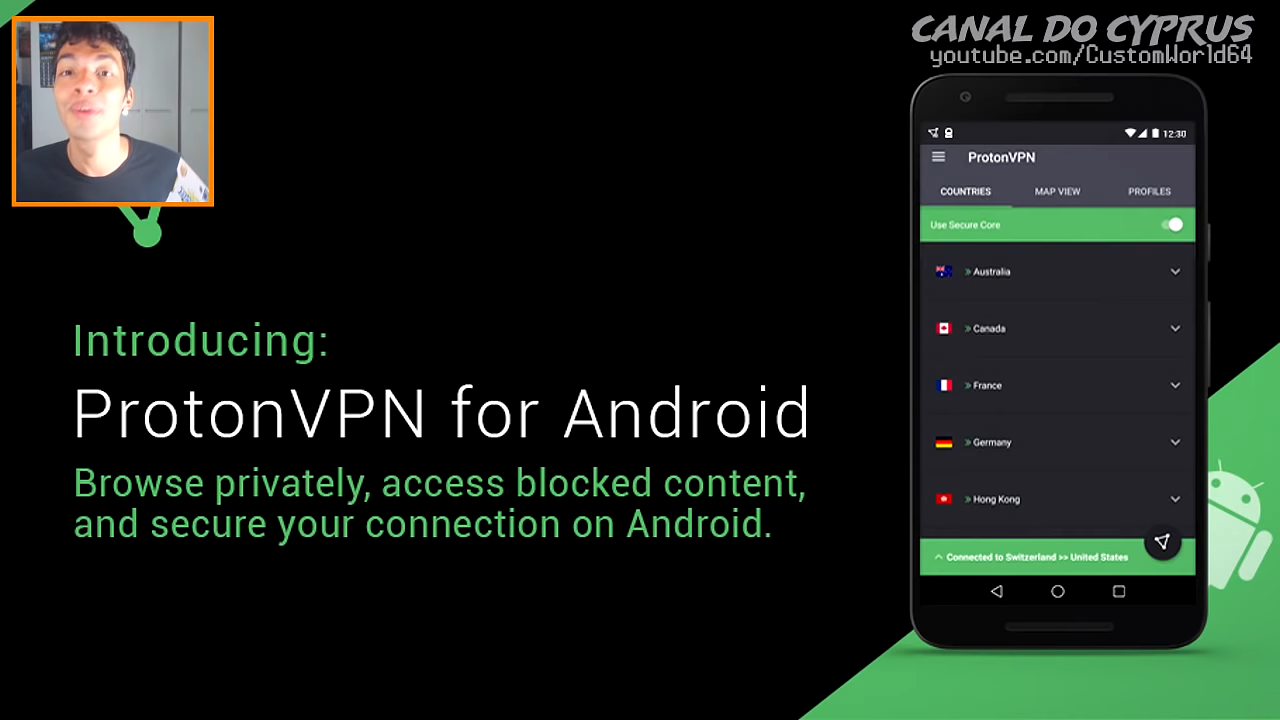 CANAL DO CYPRUS
youtube.com/CustomWorld64
12:30
ProtonVPN
COUNTRIES
MAP VIEW
PROFILES
Use Secure Core
» Australia
» Canada
» France
» Germany
» Hong Kong
Connected to Switzerland >> United States
Introducing:
ProtonVPN for Android
Browse privately, access blocked content,
and secure your connection on Android.